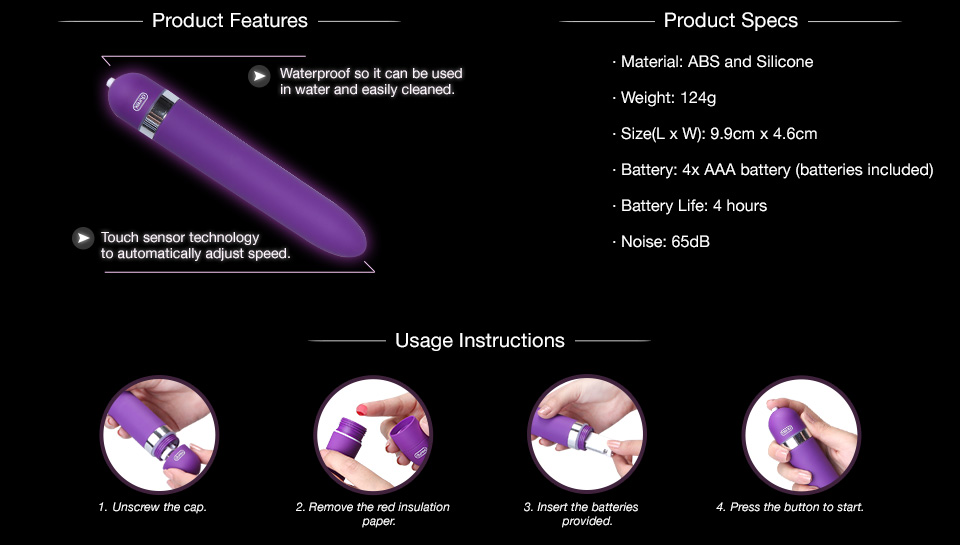 Product Features
Waterproof so it can be used
in water and easily cleaned.
Touch sensor technology
to automatically adjust speed.
Product Specs
· Material: ABS and Silicone
· Weight: 124g
· Size(L x W): 9.9cm x 4.6cm
· Battery: 4x AAA battery (batteries included)
· Battery Life: 4 hours
· Noise: 65dB
Usage Instructions
1. Unscrew the cap.
2. Remove the red insulation
paper.
3. Insert the batteries
provided.
4. Press the button to start.